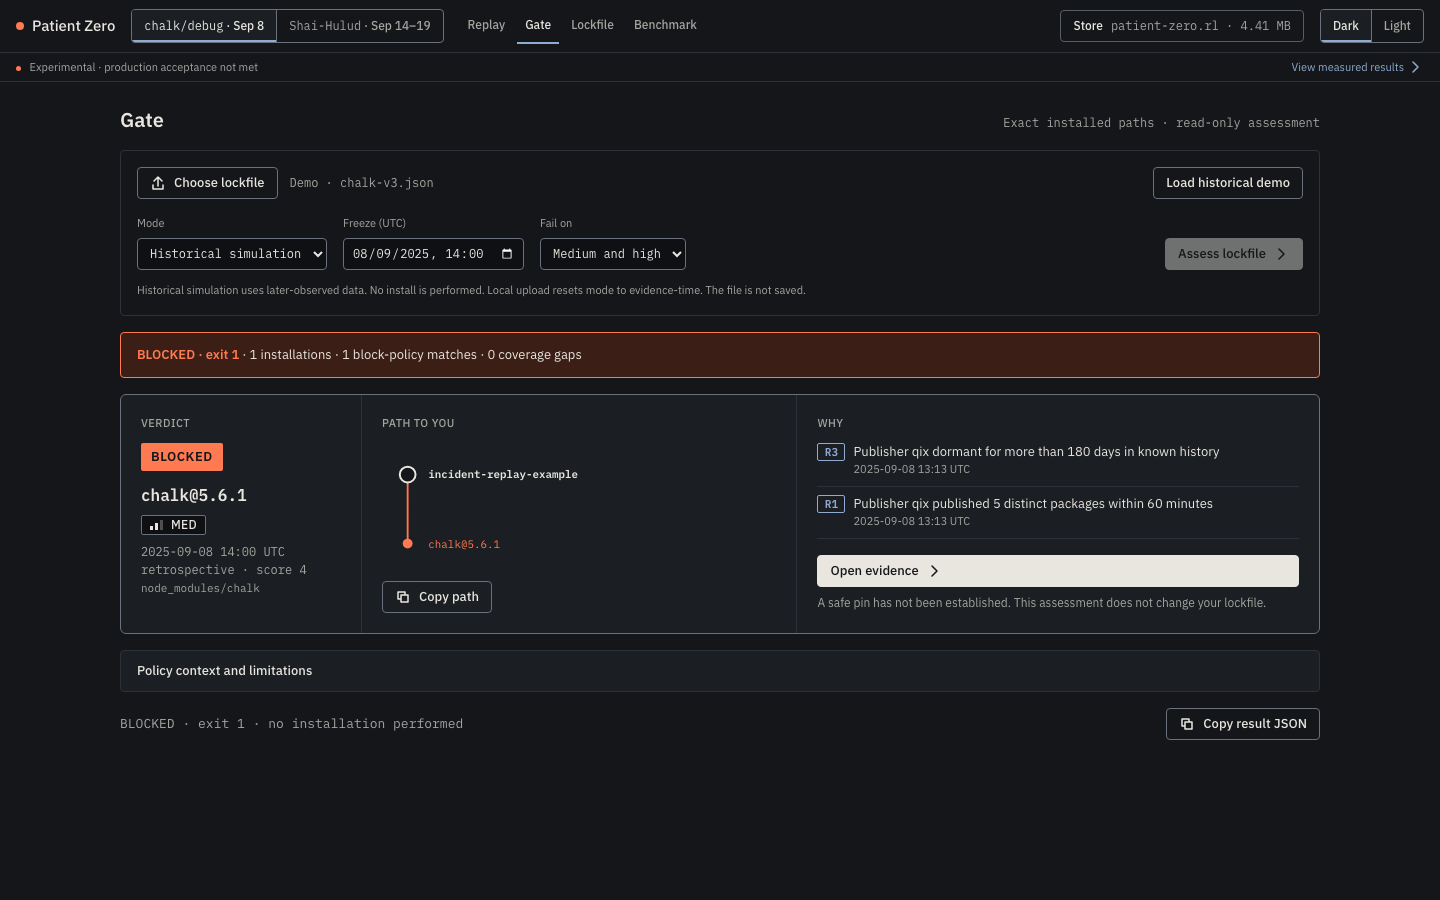 Patient Zero
chalk/debug · Sep 8
Shai-Hulud · Sep 14–19
Replay
Gate
Lockfile
Benchmark
Store patient-zero.rl · 4.41 MB
Dark
Light
Experimental · production acceptance not met
View measured results
Gate
Exact installed paths · read-only assessment
Choose lockfile
Demo · chalk-v3.json
Load historical demo
Mode
Freeze (UTC)
Fail on
Historical simulation
08/09/2025, 14:00
Medium and high
Assess lockfile
Historical simulation uses later-observed data. No install is performed. Local upload resets mode to evidence-time. The file is not saved.
BLOCKED · exit 1 · 1 installations · 1 block-policy matches · 0 coverage gaps
VERDICT
BLOCKED
chalk@5.6.1
MED
2025-09-08 14:00 UTC
retrospective · score 4
node_modules/chalk
PATH TO YOU
incident-replay-example
chalk@5.6.1
Copy path
WHY
R3 Publisher qix dormant for more than 180 days in known history
2025-09-08 13:13 UTC
R1 Publisher qix published 5 distinct packages within 60 minutes
2025-09-08 13:13 UTC
Open evidence
A safe pin has not been established. This assessment does not change your lockfile.
Policy context and limitations
BLOCKED · exit 1 · no installation performed
Copy result JSON